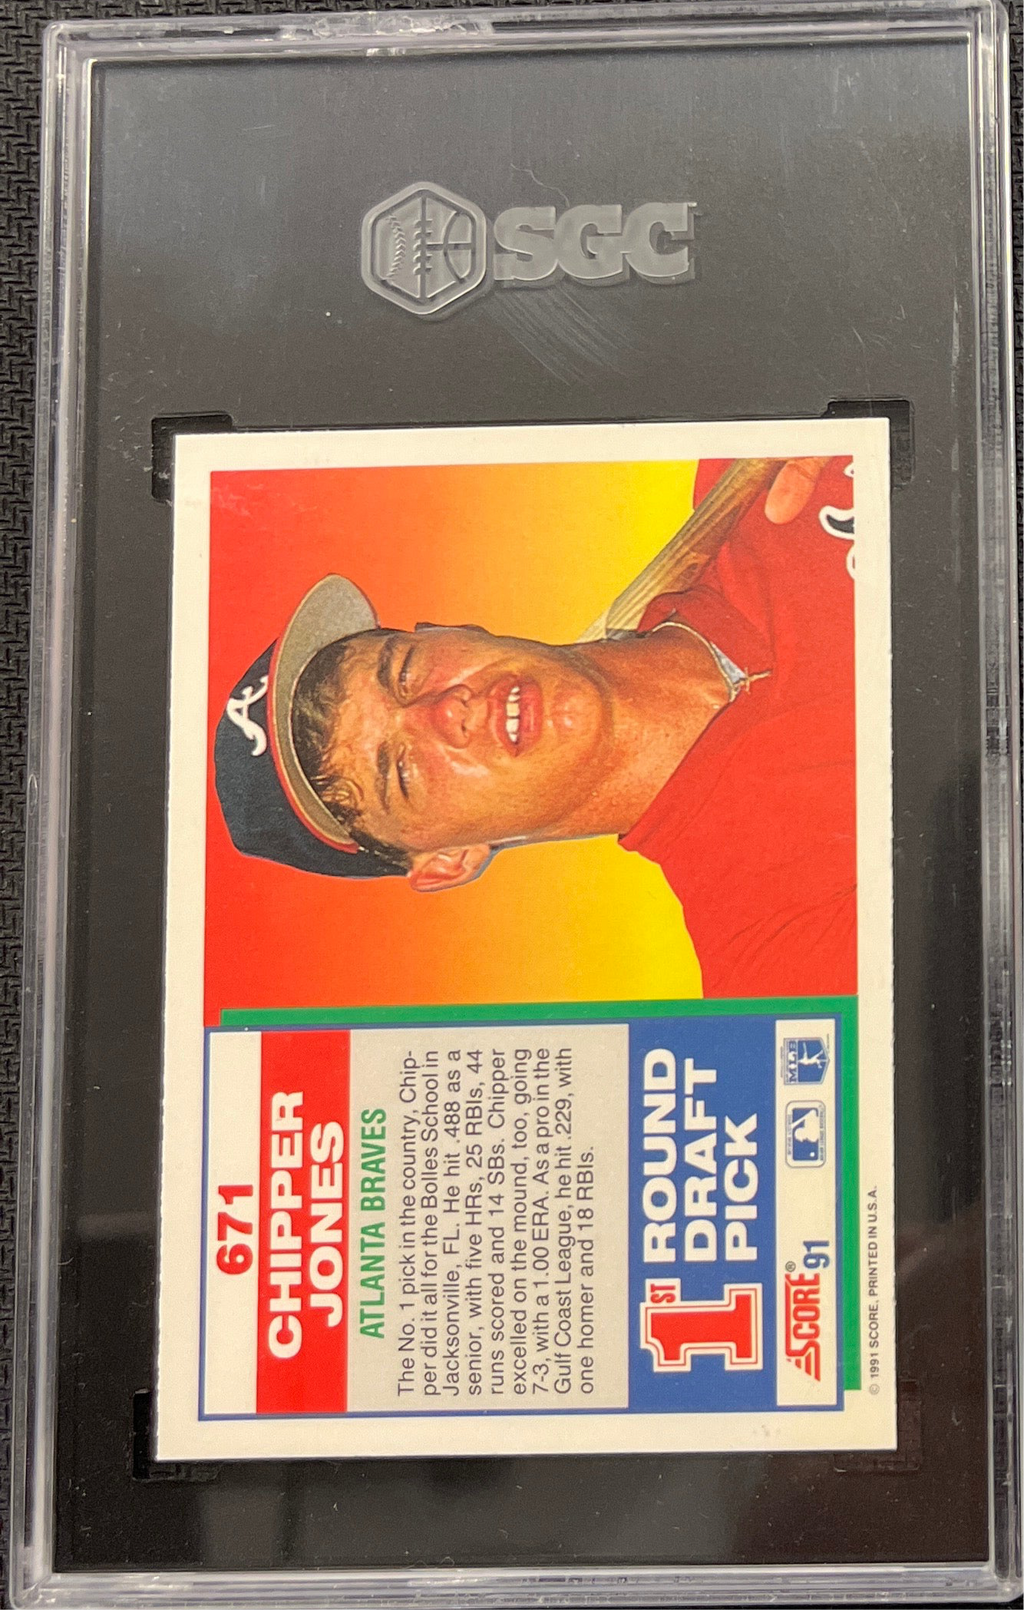 SGC
671
CHIPPER
JONES
ATLANTA BRAVES
The No. 1 pick in the country, Chip-
per did it all for the Bolles School in
Jacksonville, FL. He hit .488 as a
senior, with five HRs, 25 RBIs, 44
runs scored and 14 SBs. Chipper
excelled on the mound, too, going
7-3, with a 1.00 ERA. As a pro in the
Gulf Coast League, he hit .229, with
one homer and 18 RBIs.
1ST ROUND
DRAFT
PICK
SCORE® 91
© 1991 SCORE, PRINTED IN U.S.A.